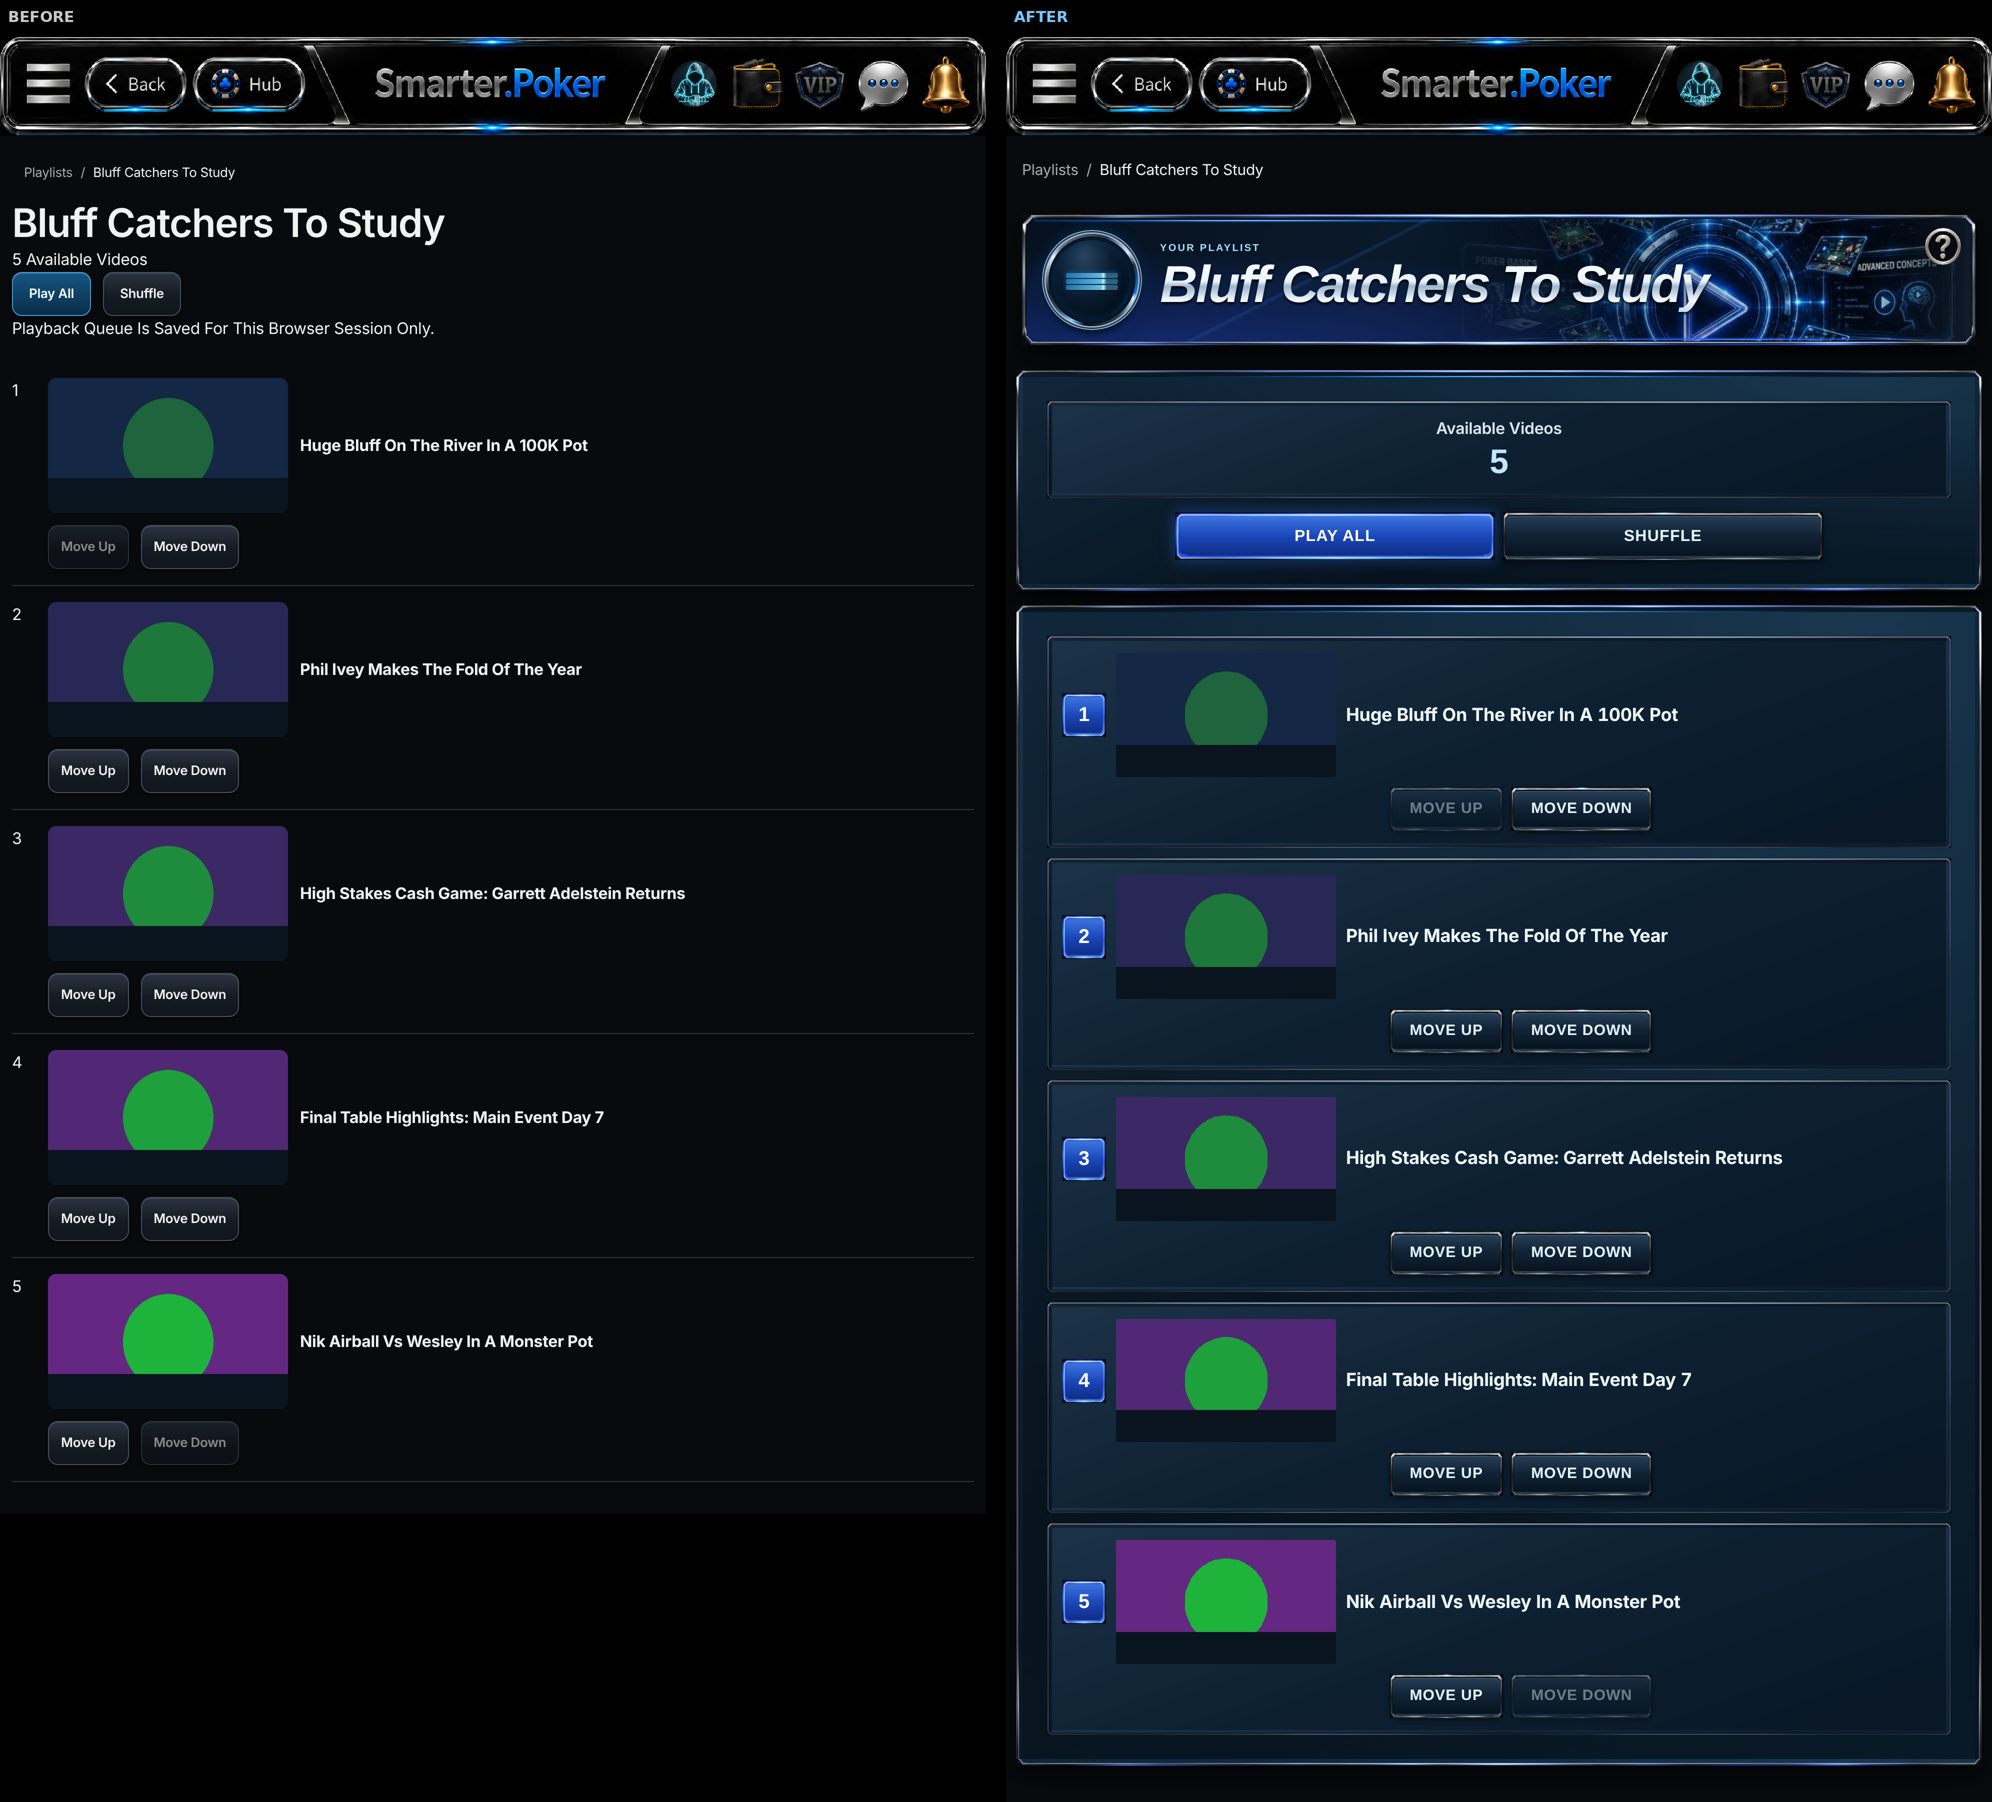 BEFORE
Back
Hub
Smarter.Poker
VIP
Playlists / Bluff Catchers To Study
Bluff Catchers To Study
5 Available Videos
Play All
Shuffle
Playback Queue Is Saved For This Browser Session Only.
1
Huge Bluff On The River In A 100K Pot
Move Up
Move Down
2
Phil Ivey Makes The Fold Of The Year
Move Up
Move Down
3
High Stakes Cash Game: Garrett Adelstein Returns
Move Up
Move Down
4
Final Table Highlights: Main Event Day 7
Move Up
Move Down
5
Nik Airball Vs Wesley In A Monster Pot
Move Up
Move Down
AFTER
Back
Hub
Smarter.Poker
VIP
Playlists / Bluff Catchers To Study
YOUR PLAYLIST
Bluff Catchers To Study
POKER BASICS
ADVANCED CONCEPT
?
Available Videos
5
PLAY ALL
SHUFFLE
1
Huge Bluff On The River In A 100K Pot
MOVE UP
MOVE DOWN
2
Phil Ivey Makes The Fold Of The Year
MOVE UP
MOVE DOWN
3
High Stakes Cash Game: Garrett Adelstein Returns
MOVE UP
MOVE DOWN
4
Final Table Highlights: Main Event Day 7
MOVE UP
MOVE DOWN
5
Nik Airball Vs Wesley In A Monster Pot
MOVE UP
MOVE DOWN